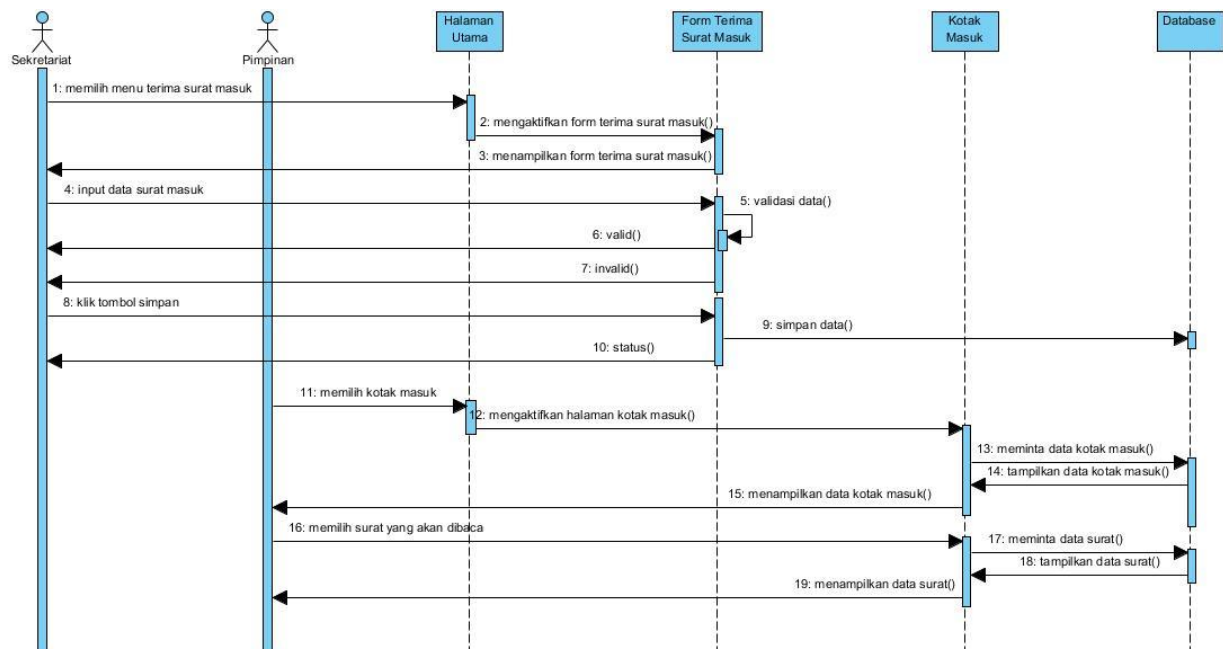 Halaman
Utama
Form Terima
Surat Masuk
Kotak
Masuk
Database
Sekretariat
Pimpinan
1: memilih menu terima surat masuk
2: mengaktifkan form terima surat masuk()
3: menampilkan form terima surat masuk()
4: input data surat masuk
5: validasi data()
6: valid()
7: invalid()
8: klik tombol simpan
9: simpan data()
10: status()
11: memilih kotak masuk
12: mengaktifkan halaman kotak masuk()
13: meminta data kotak masuk()
14: tampilkan data kotak masuk()
15: menampilkan data kotak masuk()
16: memilih surat yang akan dibaca
17: meminta data surat()
18: tampilkan data surat()
19: menampilkan data surat()